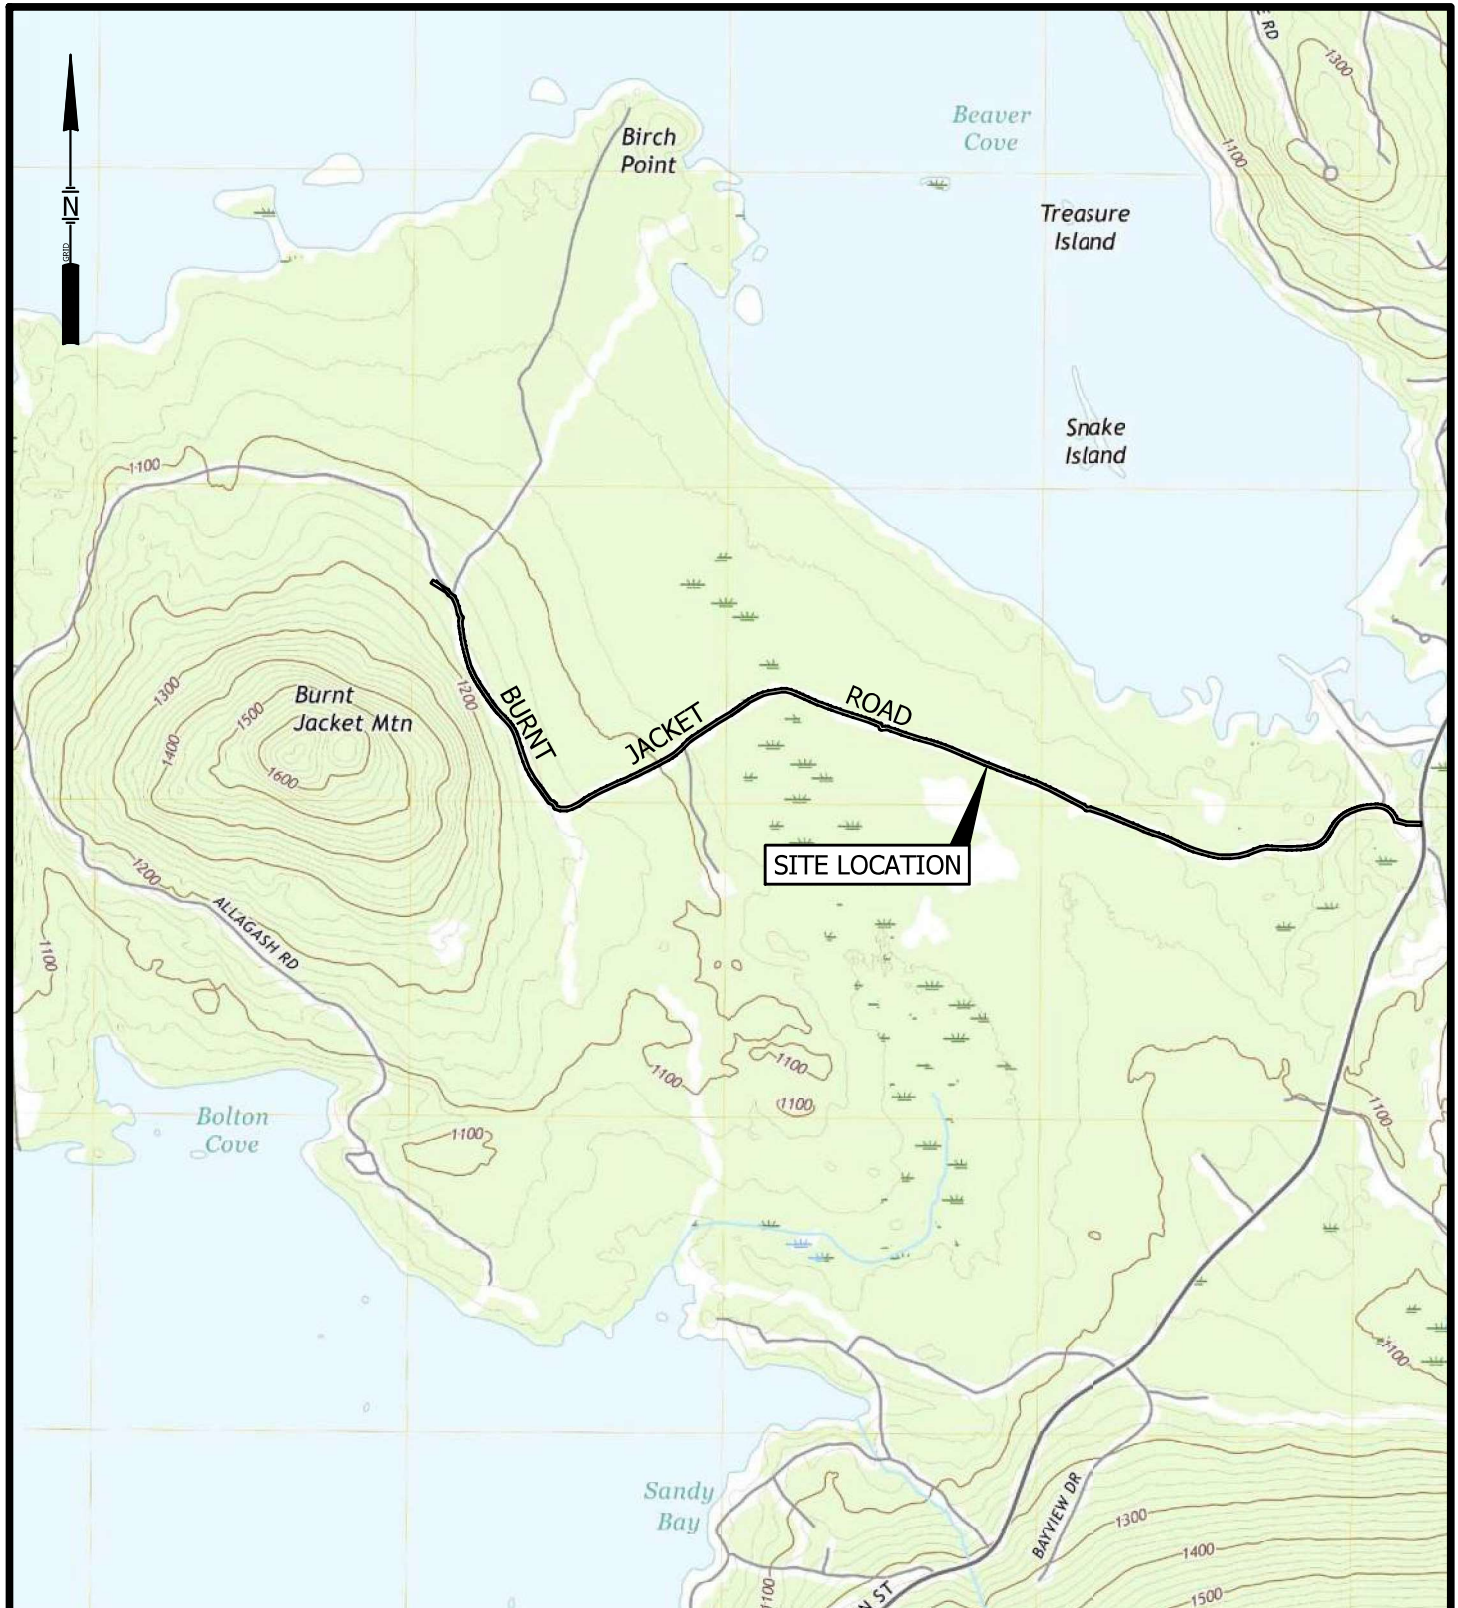 E RD
1300
Beaver
Cove
Birch
Point
1100
N
GRID
Treasure
Island
Snake
Island
1100
1300
Burnt
Jacket Mtn
1500
1400
1600
1200
BURNT
JACKET
ROAD
SITE LOCATION
1200
ALLAGASH RD
1100
1100
1100
1100
1100
Bolton
Cove
1100
1100
Sandy
Bay
BAYVIEW DR
1300
1400
1500
1100
N ST